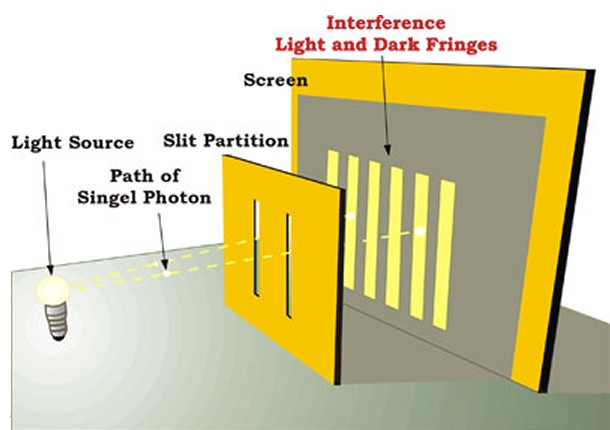 Interference
Light and Dark Fringes
Screen
Slit Partition
Light Source
Path of
Singel Photon